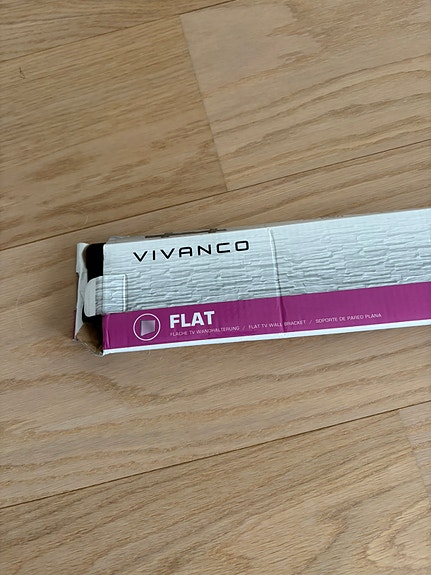 VIVANCO
FLAT
FLACHE TV-WANDHALTERUNG / FLAT TV WALL BRACKET / SOPORTE DE PARED PLANA